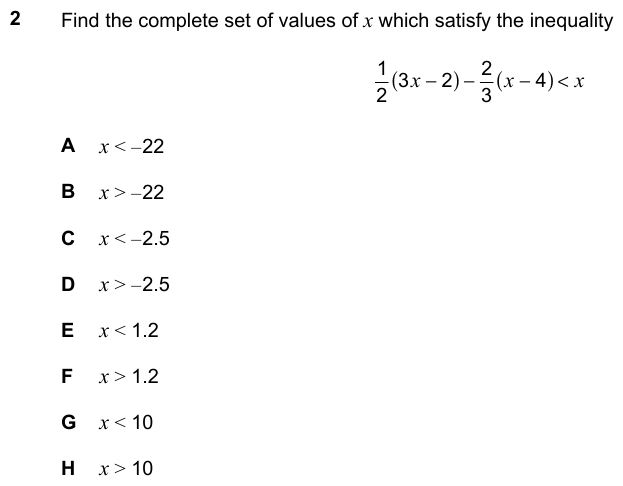 2 Find the complete set of values of x which satisfy the inequality
1/2(3x – 2) – 2/3(x – 4) < x
A x < –22
B x > –22
C x < –2.5
D x > –2.5
E x < 1.2
F x > 1.2
G x < 10
H x > 10